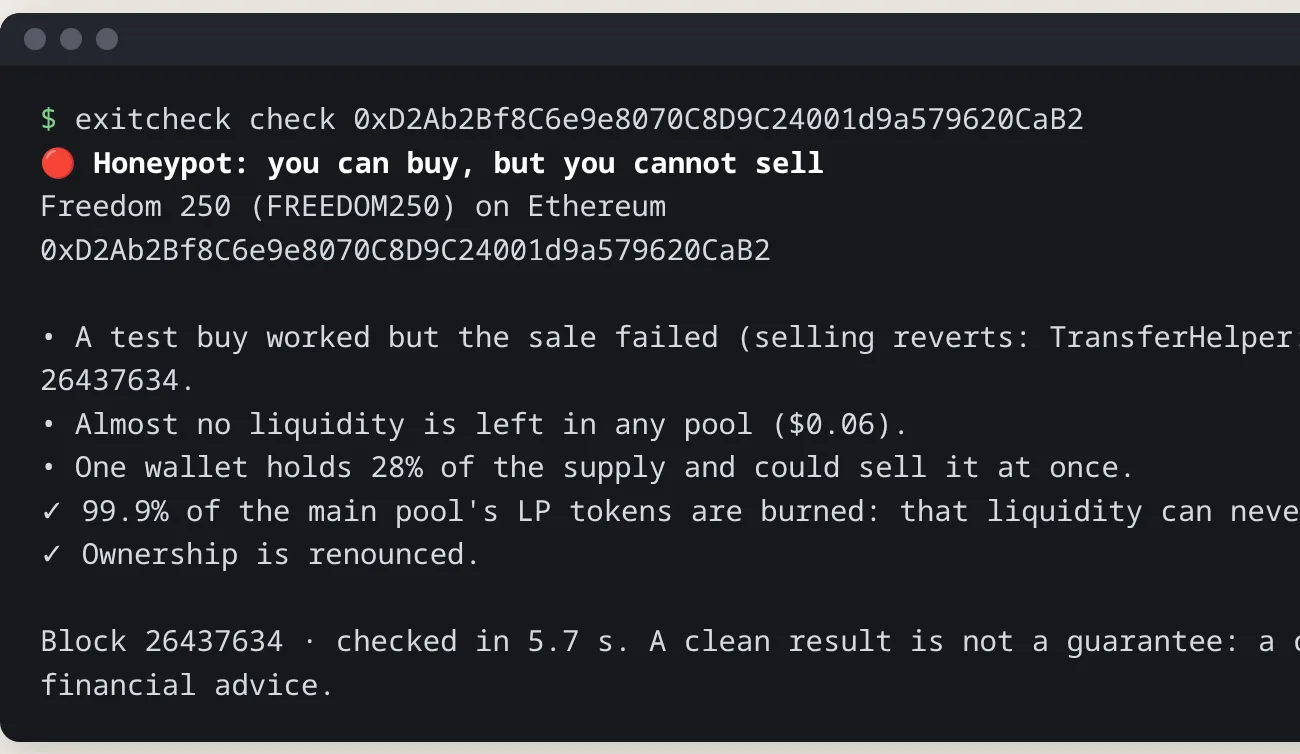 $ exitcheck check 0xD2Ab2Bf8C6e9e8070C8D9C24001d9a579620CaB2
🔴 Honeypot: you can buy, but you cannot sell
Freedom 250 (FREEDOM250) on Ethereum
0xD2Ab2Bf8C6e9e8070C8D9C24001d9a579620CaB2
• A test buy worked but the sale failed (selling reverts: TransferHelper:
26437634.
• Almost no liquidity is left in any pool ($0.06).
• One wallet holds 28% of the supply and could sell it at once.
✓ 99.9% of the main pool's LP tokens are burned: that liquidity can neve
✓ Ownership is renounced.
Block 26437634 · checked in 5.7 s. A clean result is not a guarantee: a
financial advice.